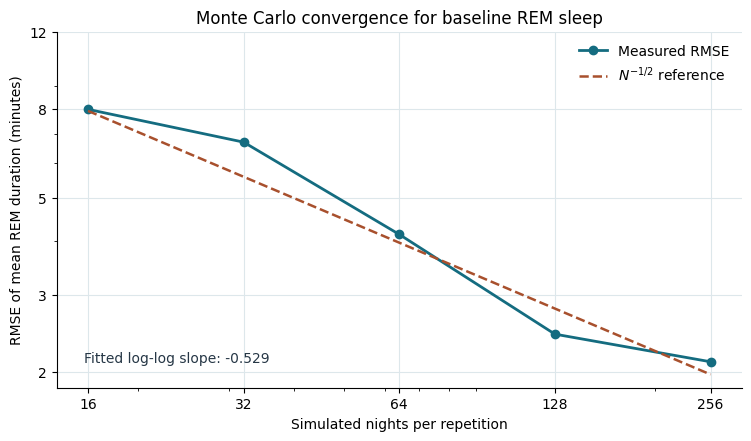 Monte Carlo convergence for baseline REM sleep
RMSE of mean REM duration (minutes)
12
8
5
3
2
Measured RMSE
N^{-1/2} reference
Fitted log-log slope: -0.529
16 32 64 128 256
Simulated nights per repetition